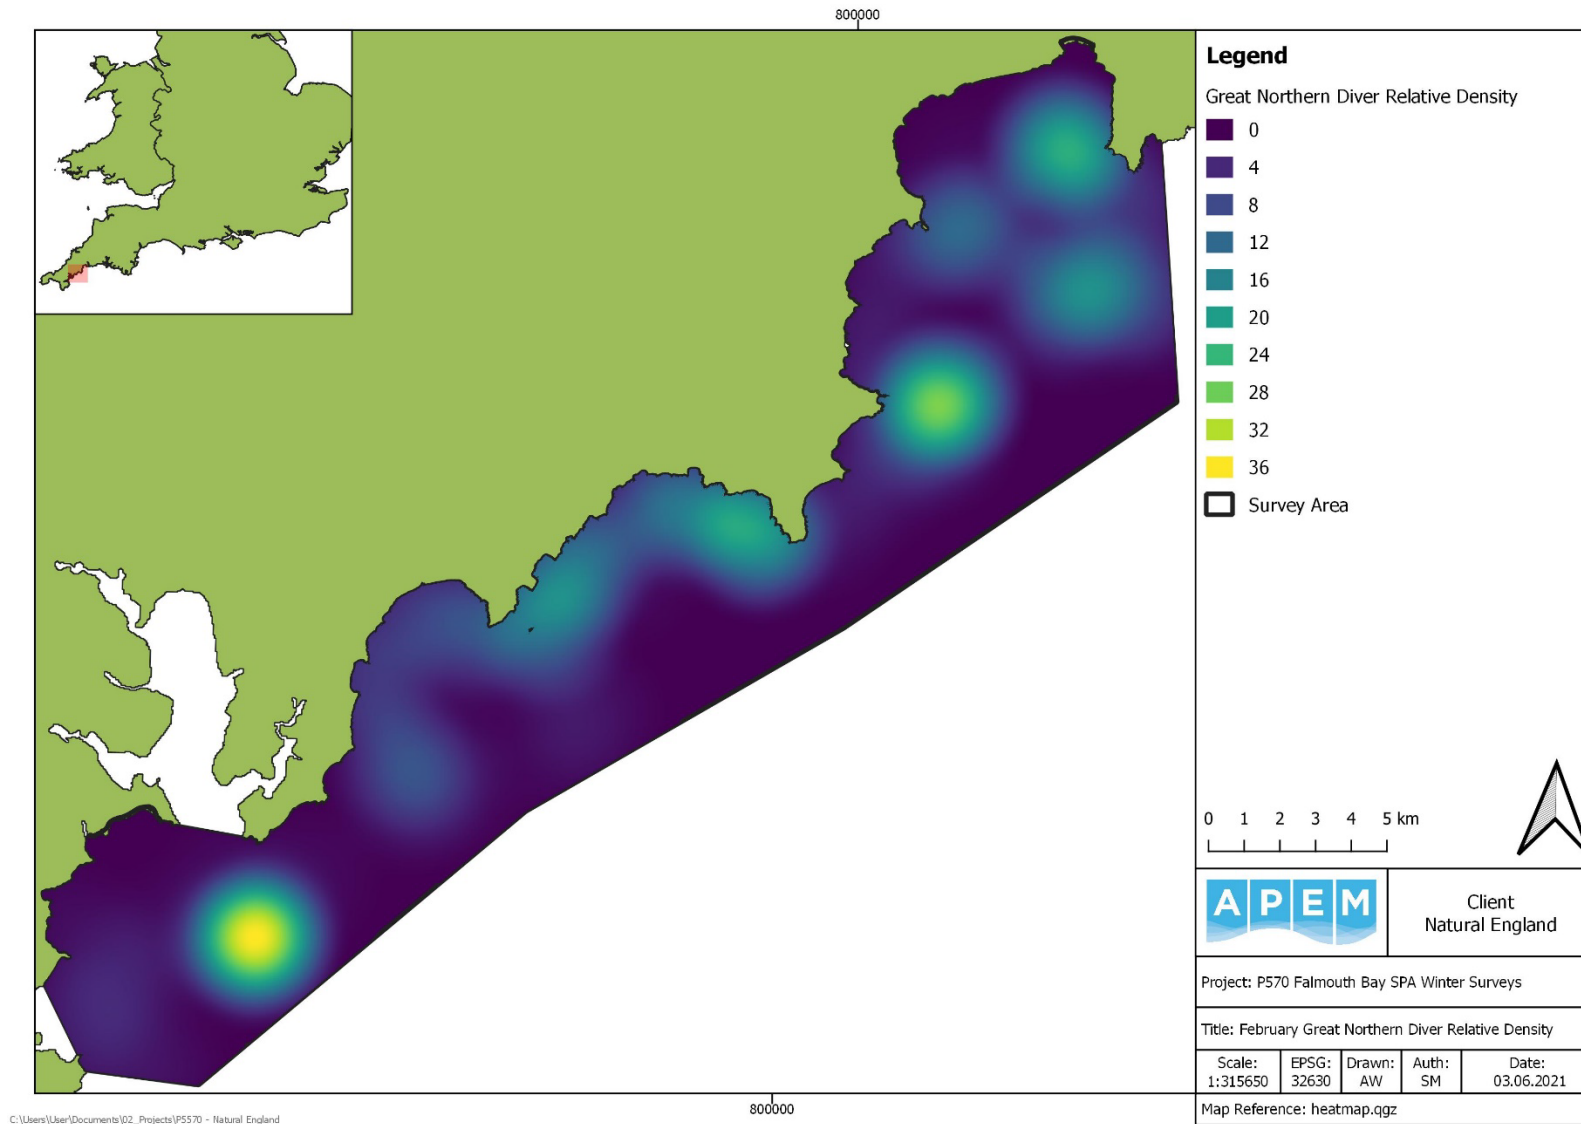 800000
Legend
Great Northern Diver Relative Density
0
4
8
12
16
20
24
28
32
36
Survey Area
0 1 2 3 4 5 km
APEM
Client
Natural England
Project: P570 Falmouth Bay SPA Winter Surveys
Title: February Great Northern Diver Relative Density
Scale:
1:315650
EPSG:
32630
Drawn:
AW
Auth:
SM
Date:
03.06.2021
Map Reference: heatmap.qgz
800000
C:\Users\User\Documents\02_Projects\P5570 - Natural England